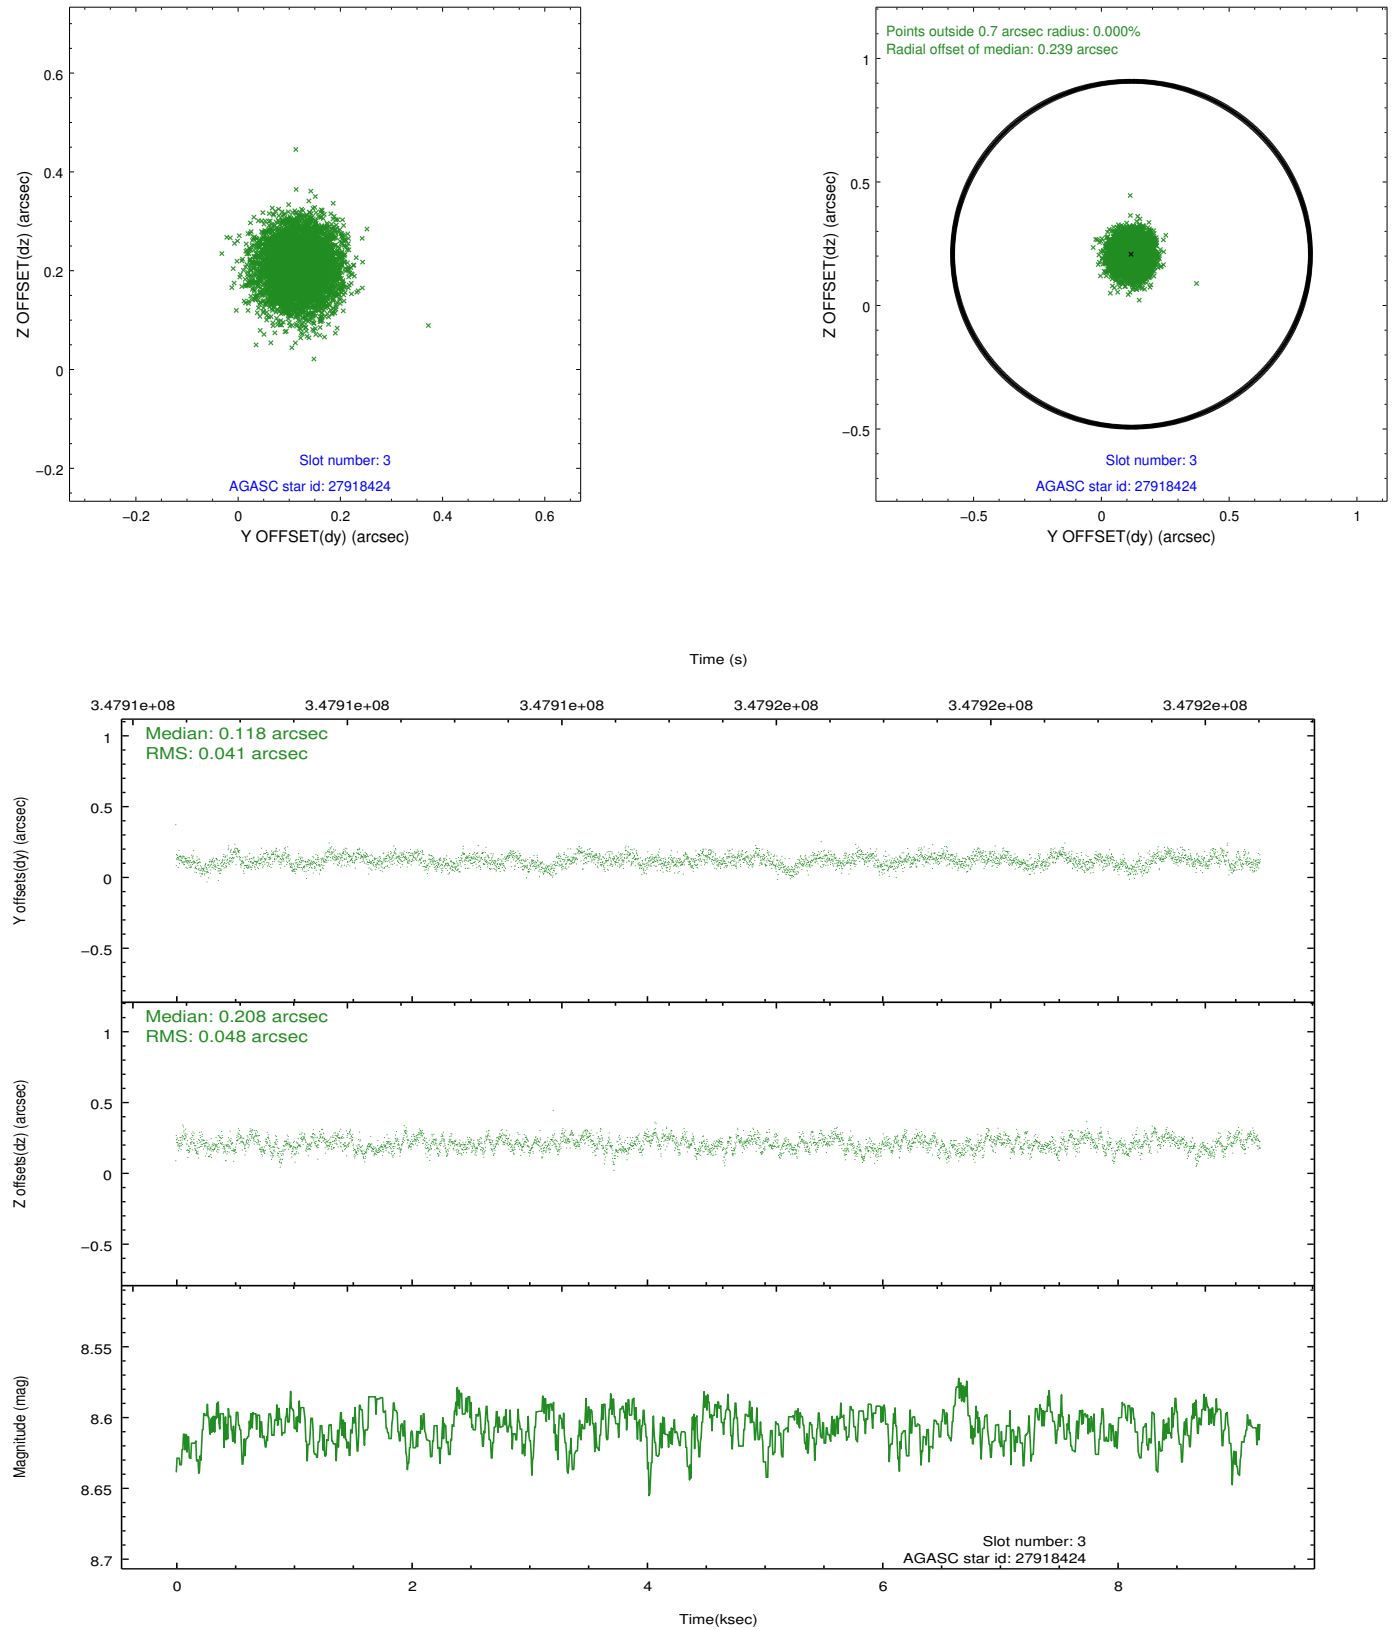 0.6
0.4
0.2
0
−0.2
Z OFFSET(dz) (arcsec)
Slot number: 3
AGASC star id: 27918424
−0.2 0 0.2 0.4 0.6
Y OFFSET(dy) (arcsec)
Points outside 0.7 arcsec radius: 0.000%
Radial offset of median: 0.239 arcsec
1
0.5
0
−0.5
Z OFFSET(dz) (arcsec)
Slot number: 3
AGASC star id: 27918424
−0.5 0 0.5 1
Y OFFSET(dy) (arcsec)
Time (s)
3.4791e+08 3.4791e+08 3.4791e+08 3.4792e+08 3.4792e+08 3.4792e+08
Median: 0.118 arcsec
RMS: 0.041 arcsec
1
0.5
0
−0.5
Y offsets(dy) (arcsec)
Median: 0.208 arcsec
RMS: 0.048 arcsec
1
0.5
0
−0.5
Z offsets(dz) (arcsec)
8.55
8.6
8.65
8.7
Magnitude (mag)
Slot number: 3
AGASC star id: 27918424
0 2 4 6 8
Time(ksec)